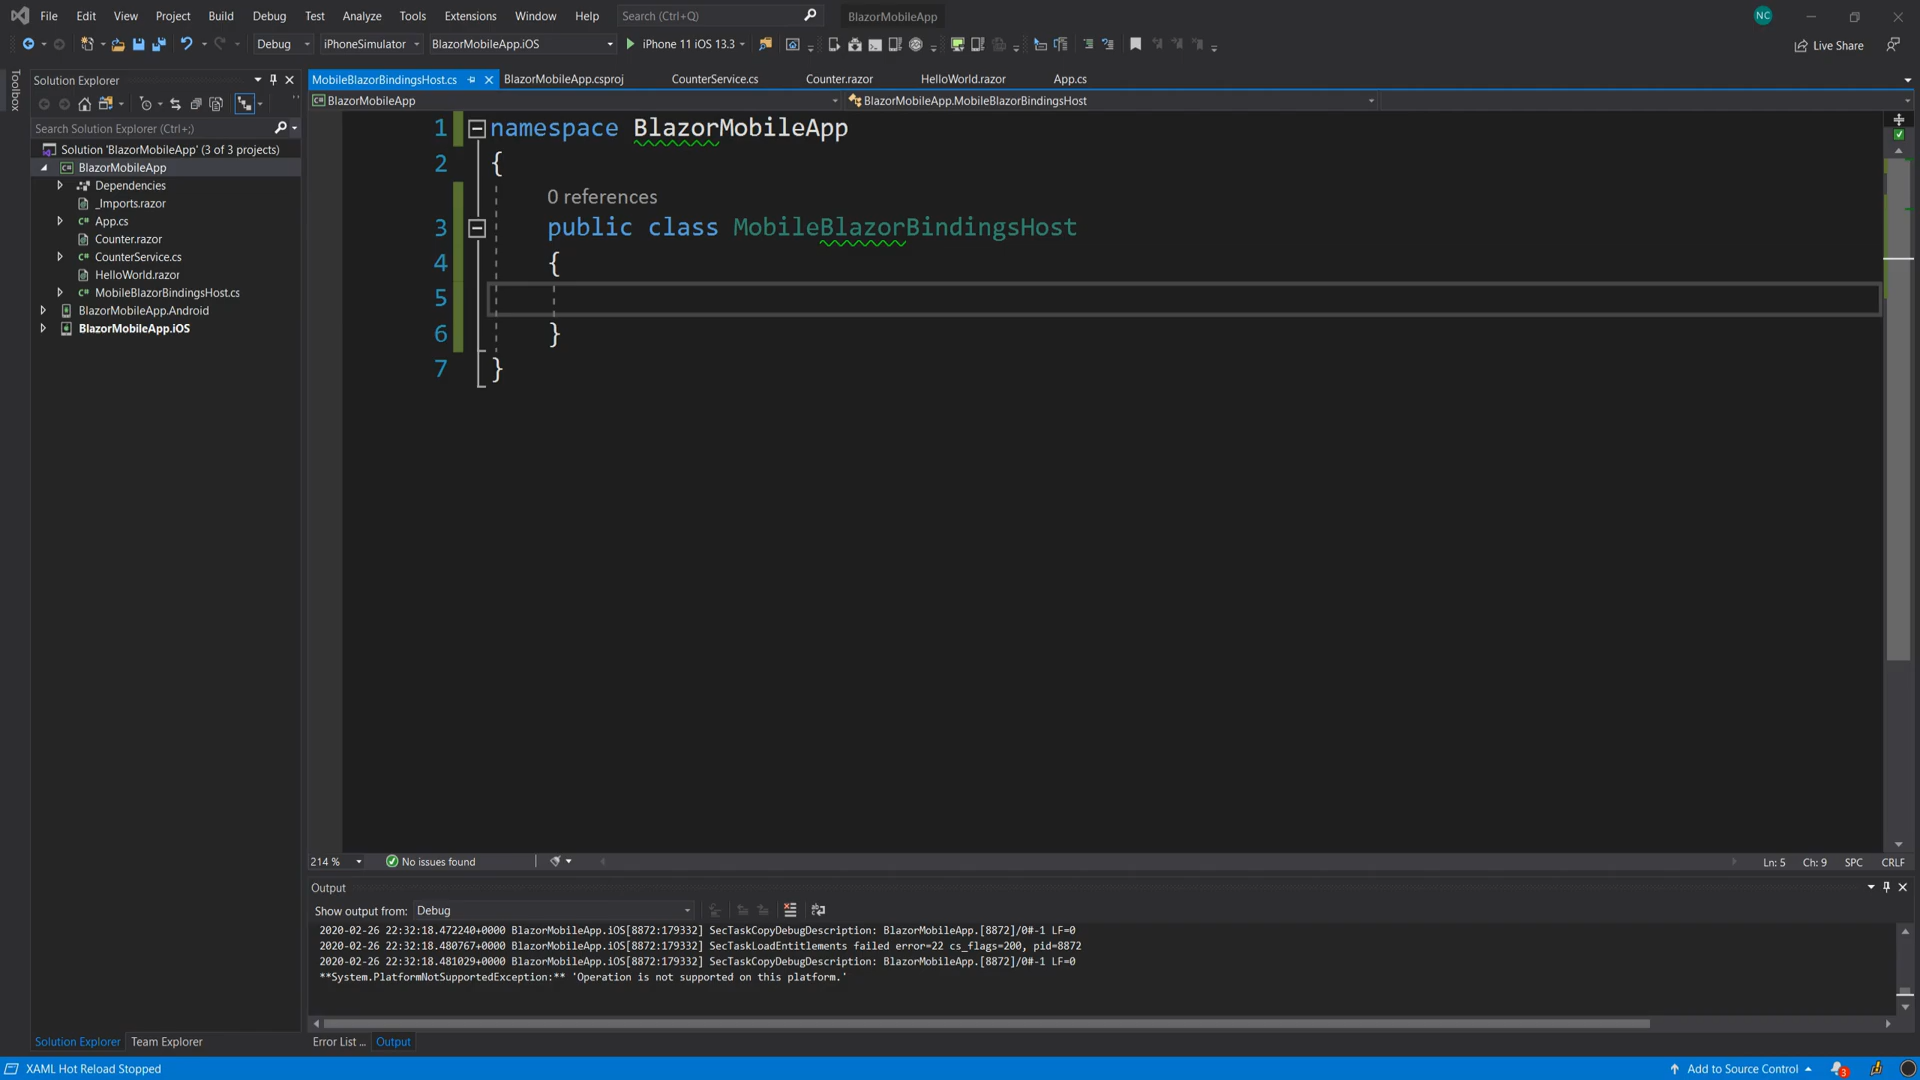 File Edit View Project Build Debug Test Analyze Tools Extensions Window Help Search (Ctrl+Q) BlazorMobileApp NC
Debug iPhoneSimulator BlazorMobileApp.iOS iPhone 11 iOS 13.3 Live Share
Toolbox
Solution Explorer
Search Solution Explorer (Ctrl+;)
Solution 'BlazorMobileApp' (3 of 3 projects)
BlazorMobileApp
Dependencies
_Imports.razor
C# App.cs
Counter.razor
C# CounterService.cs
HelloWorld.razor
C# MobileBlazorBindingsHost.cs
BlazorMobileApp.Android
BlazorMobileApp.iOS
MobileBlazorBindingsHost.cs BlazorMobileApp.csproj CounterService.cs Counter.razor HelloWorld.razor App.cs
BlazorMobileApp BlazorMobileApp.MobileBlazorBindingsHost
1 namespace BlazorMobileApp
2 {
0 references
3 public class MobileBlazorBindingsHost
4 {
5
6 }
7 }
214 % No issues found Ln: 5 Ch: 9 SPC CRLF
Output
Show output from: Debug
2020-02-26 22:32:18.472240+0000 BlazorMobileApp.iOS[8872:179332] SecTaskCopyDebugDescription: BlazorMobileApp.[8872]/0#-1 LF=0
2020-02-26 22:32:18.480767+0000 BlazorMobileApp.iOS[8872:179332] SecTaskLoadEntitlements failed error=22 cs_flags=200, pid=8872
2020-02-26 22:32:18.481029+0000 BlazorMobileApp.iOS[8872:179332] SecTaskCopyDebugDescription: BlazorMobileApp.[8872]/0#-1 LF=0
**System.PlatformNotSupportedException:** 'Operation is not supported on this platform.'
Solution Explorer Team Explorer Error List ... Output
XAML Hot Reload Stopped Add to Source Control 3